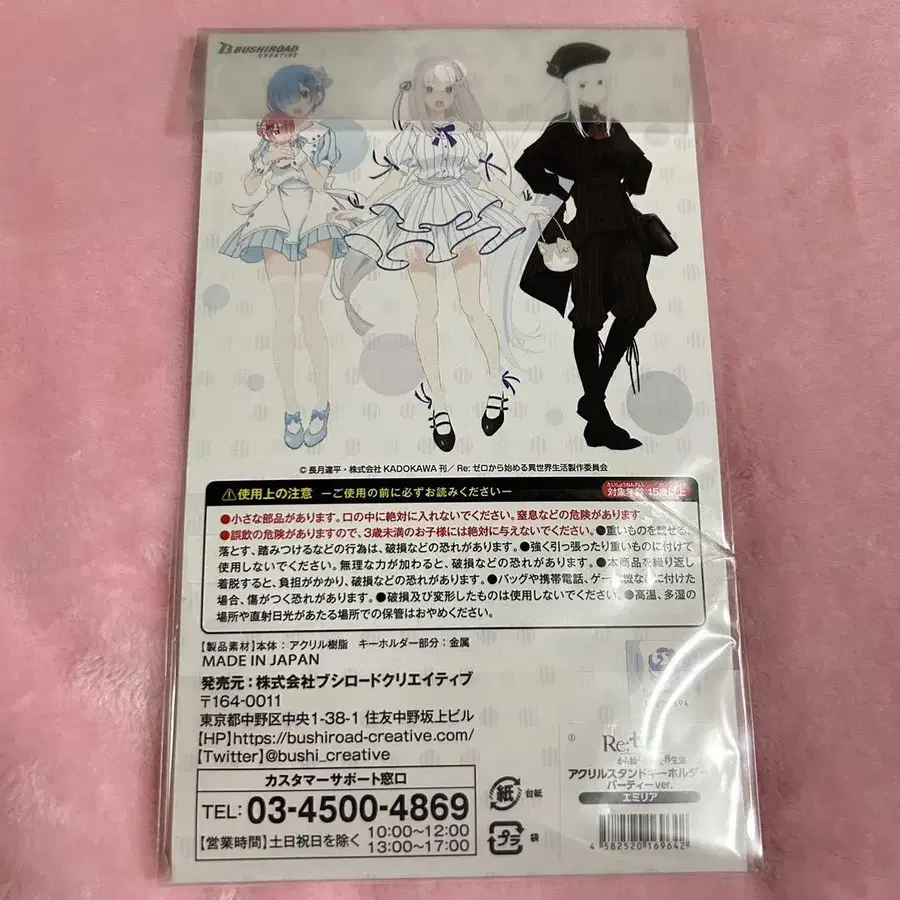 BUSHIROAD
CREATIVE
© 長月達平・株式会社 KADOKAWA 刊／Re: ゼロから始める異世界生活製作委員会
使用上の注意 ーご使用の前に必ずお読みくださいー
対象年齢 15歳以上
●小さな部品があります。口の中に絶対に入れないでください。窒息などの危険があります
●誤飲の危険がありますので、3歳未満のお子様には絶対に与えないでください。●重いものを載せる、
落とす、踏みつけるなどの行為は、破損などの恐れがあります。●強く引っ張ったり重いものに付けて
使用しないでください。無理な力が加わると、破損などの恐れがあります。●本商品を繰り返し
着脱すると、負担がかかり、破損などの恐れがあります。●バッグや携帯電話、ゲーム機などに付けた
場合、傷がつく恐れがあります。●破損及び変形したものは使用しないでください。●高温、多湿の
場所や直射日光があたる場所での保管はおやめください。
【製品素材】本体：アクリル樹脂 キーホルダー部分：金属
MADE IN JAPAN
発売元：株式会社ブシロードクリエイティブ
〒164-0011
東京都中野区中央1-38-1 住友中野坂上ビル
【HP】https://bushiroad-creative.com/
【Twitter】@bushi_creative
カスタマーサポート窓口
TEL: 03-4500-4869
【営業時間】土日祝日を除く 10:00〜12:00
13:00〜17:00
紙 台紙
プラ 袋
Re:ゼ
から始める異世界生活
アクリルスタンドキーホルダー
パーティーver.
エミリア
4 582520 169642